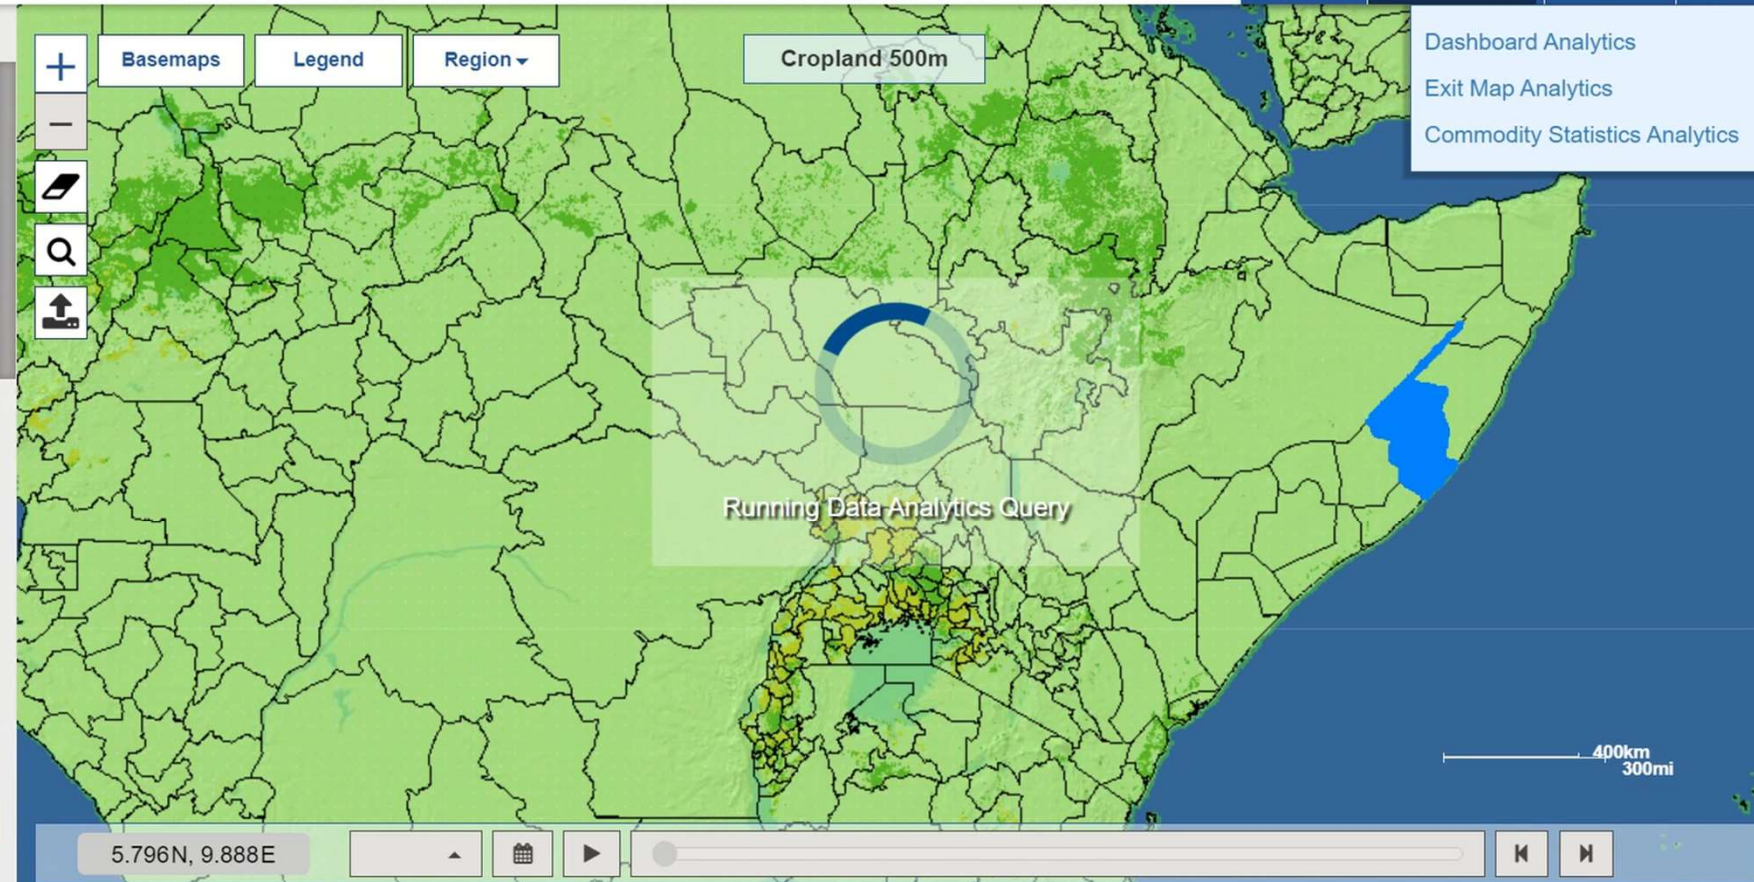 Basemaps
Legend
Region
Cropland 500m
Dashboard Analytics
Exit Map Analytics
Commodity Statistics Analytics
Running Data Analytics Query
400km
300mi
5.796N, 9.888E